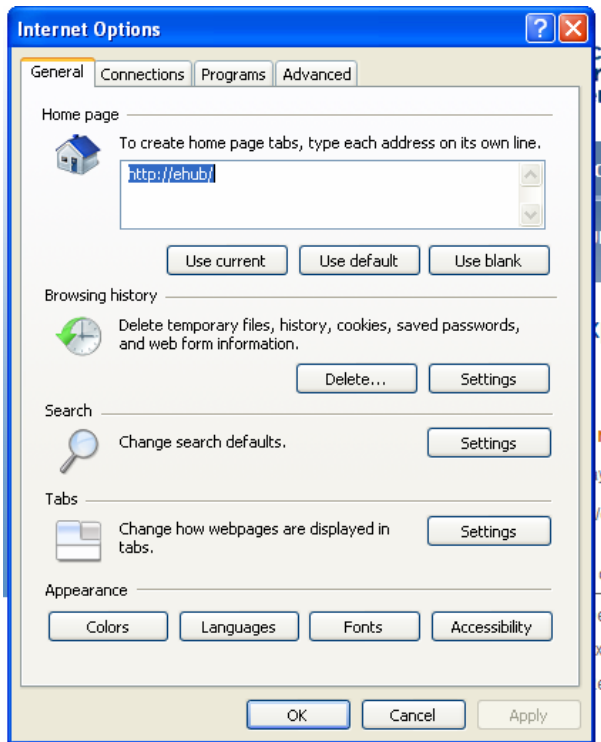 Internet Options
General Connections Programs Advanced
Home page
To create home page tabs, type each address on its own line.
http://ehub/
Use current Use default Use blank
Browsing history
Delete temporary files, history, cookies, saved passwords,
and web form information.
Delete... Settings
Search
Change search defaults. Settings
Tabs
Change how webpages are displayed in
tabs.
Settings
Appearance
Colors Languages Fonts Accessibility
OK Cancel Apply